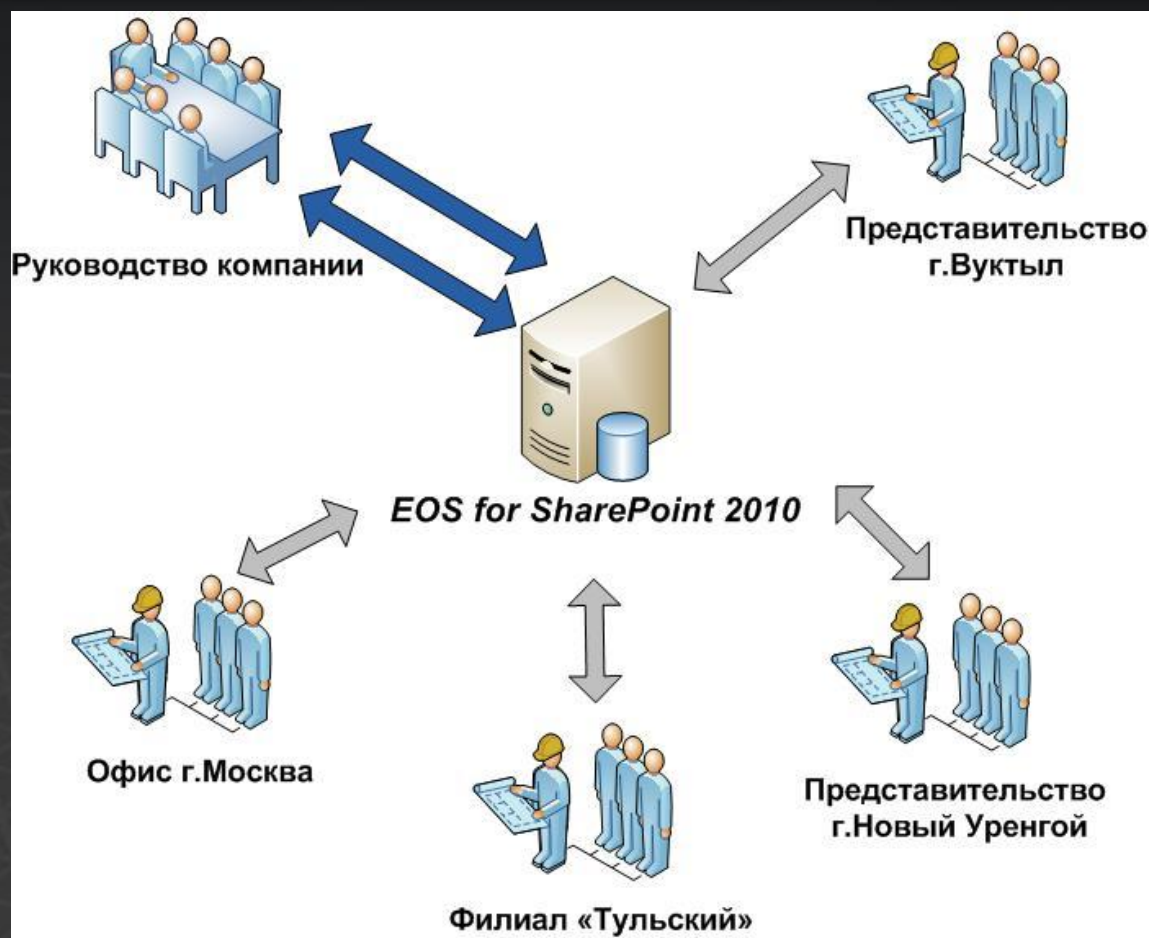 Руководство компании
Представительство
г.Вуктыл
EOS for SharePoint 2010
Офис г.Москва
Представительство
г.Новый Уренгой
Филиал «Тульский»